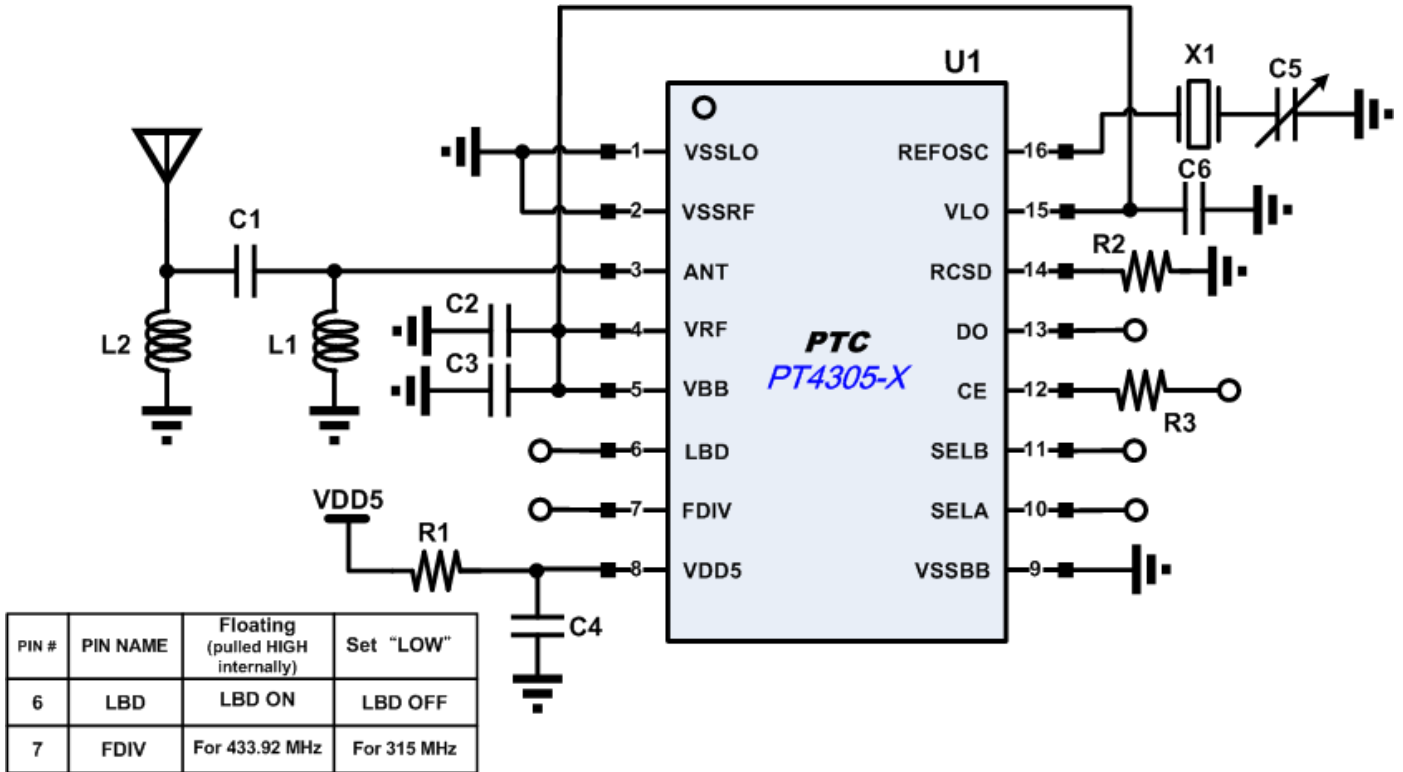 U1
X1
C5
1 VSSLO REFOSC 16
C6
2 VSSRF VLO 15
C1
R2
3 ANT RCSD 14
C2
4 VRF DO 13
PTC
L2
L1
C3
PT4305-X
5 VBB CE 12
R3
6 LBD SELB 11
VDD5
7 FDIV SELA 10
R1
8 VDD5 VSSBB 9
C4
PIN # PIN NAME Floating (pulled HIGH internally) Set "LOW"
6 LBD LBD ON LBD OFF
7 FDIV For 433.92 MHz For 315 MHz